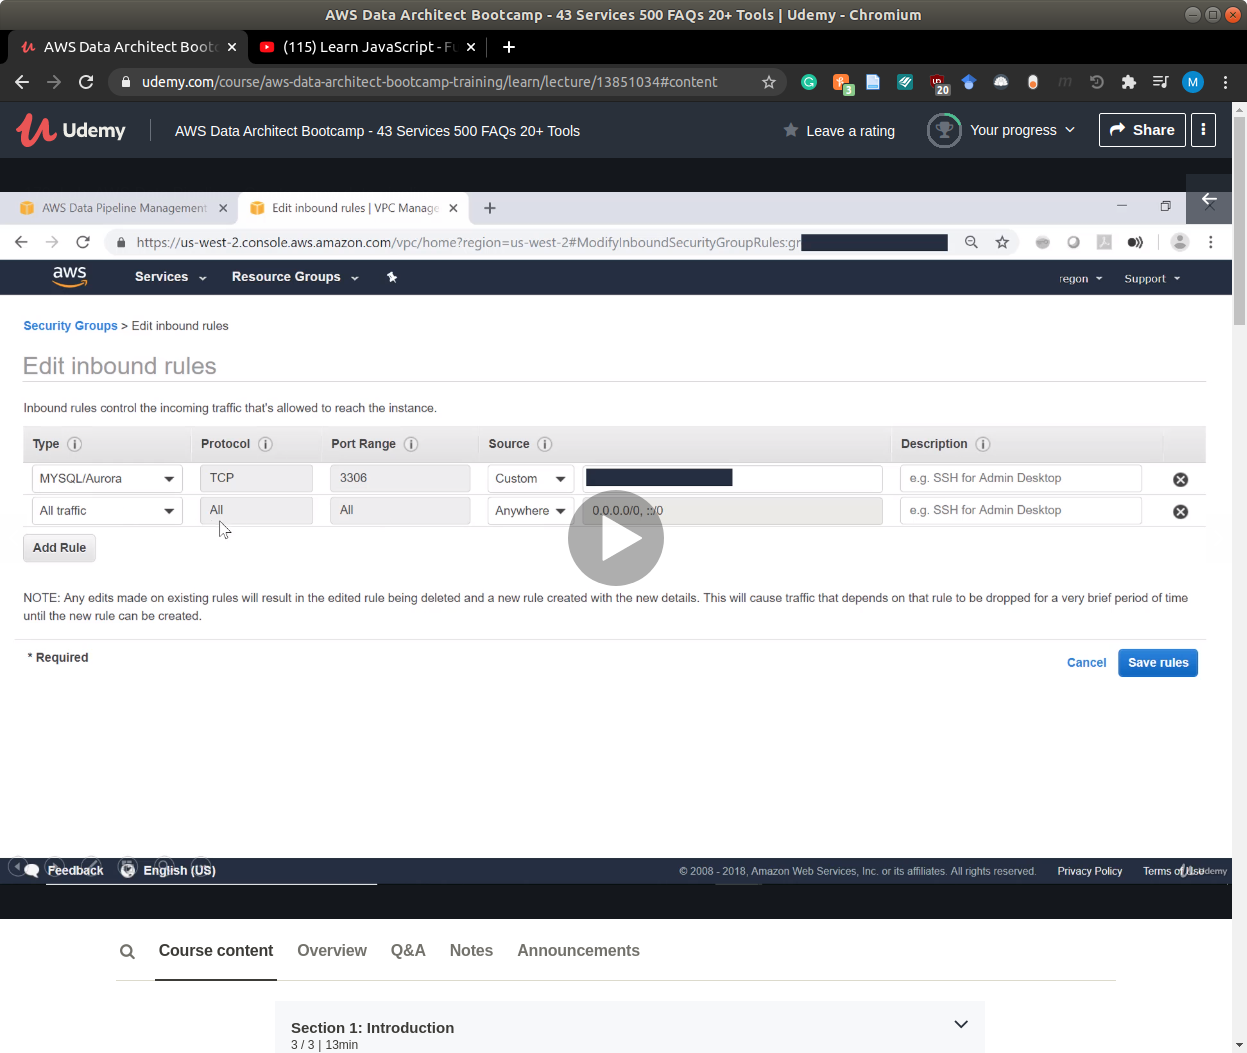 AWS Data Architect Bootcamp - 43 Services 500 FAQs 20+ Tools | Udemy - Chromium
AWS Data Architect Bootc
(115) Learn JavaScript - Fu
udemy.com/course/aws-data-architect-bootcamp-training/learn/lecture/13851034#content
3
20
M
Udemy
AWS Data Architect Bootcamp - 43 Services 500 FAQs 20+ Tools
Leave a rating
Your progress
Share
AWS Data Pipeline Management
Edit inbound rules | VPC Manage
https://us-west-2.console.aws.amazon.com/vpc/home?region=us-west-2#ModifyInboundSecurityGroupRules:gr
aws
Services
Resource Groups
regon
Support
Security Groups > Edit inbound rules
Edit inbound rules
Inbound rules control the incoming traffic that's allowed to reach the instance.
Type Protocol Port Range Source Description
MYSQL/Aurora TCP 3306 Custom e.g. SSH for Admin Desktop
All traffic All All Anywhere 0.0.0.0/0, ::/0 e.g. SSH for Admin Desktop
Add Rule
NOTE: Any edits made on existing rules will result in the edited rule being deleted and a new rule created with the new details. This will cause traffic that depends on that rule to be dropped for a very brief period of time
until the new rule can be created.
* Required
Cancel
Save rules
Feedback
English (US)
© 2008 - 2018, Amazon Web Services, Inc. or its affiliates. All rights reserved.
Privacy Policy
Terms of Use
Udemy
Course content
Overview
Q&A
Notes
Announcements
Section 1: Introduction
3 / 3 | 13min